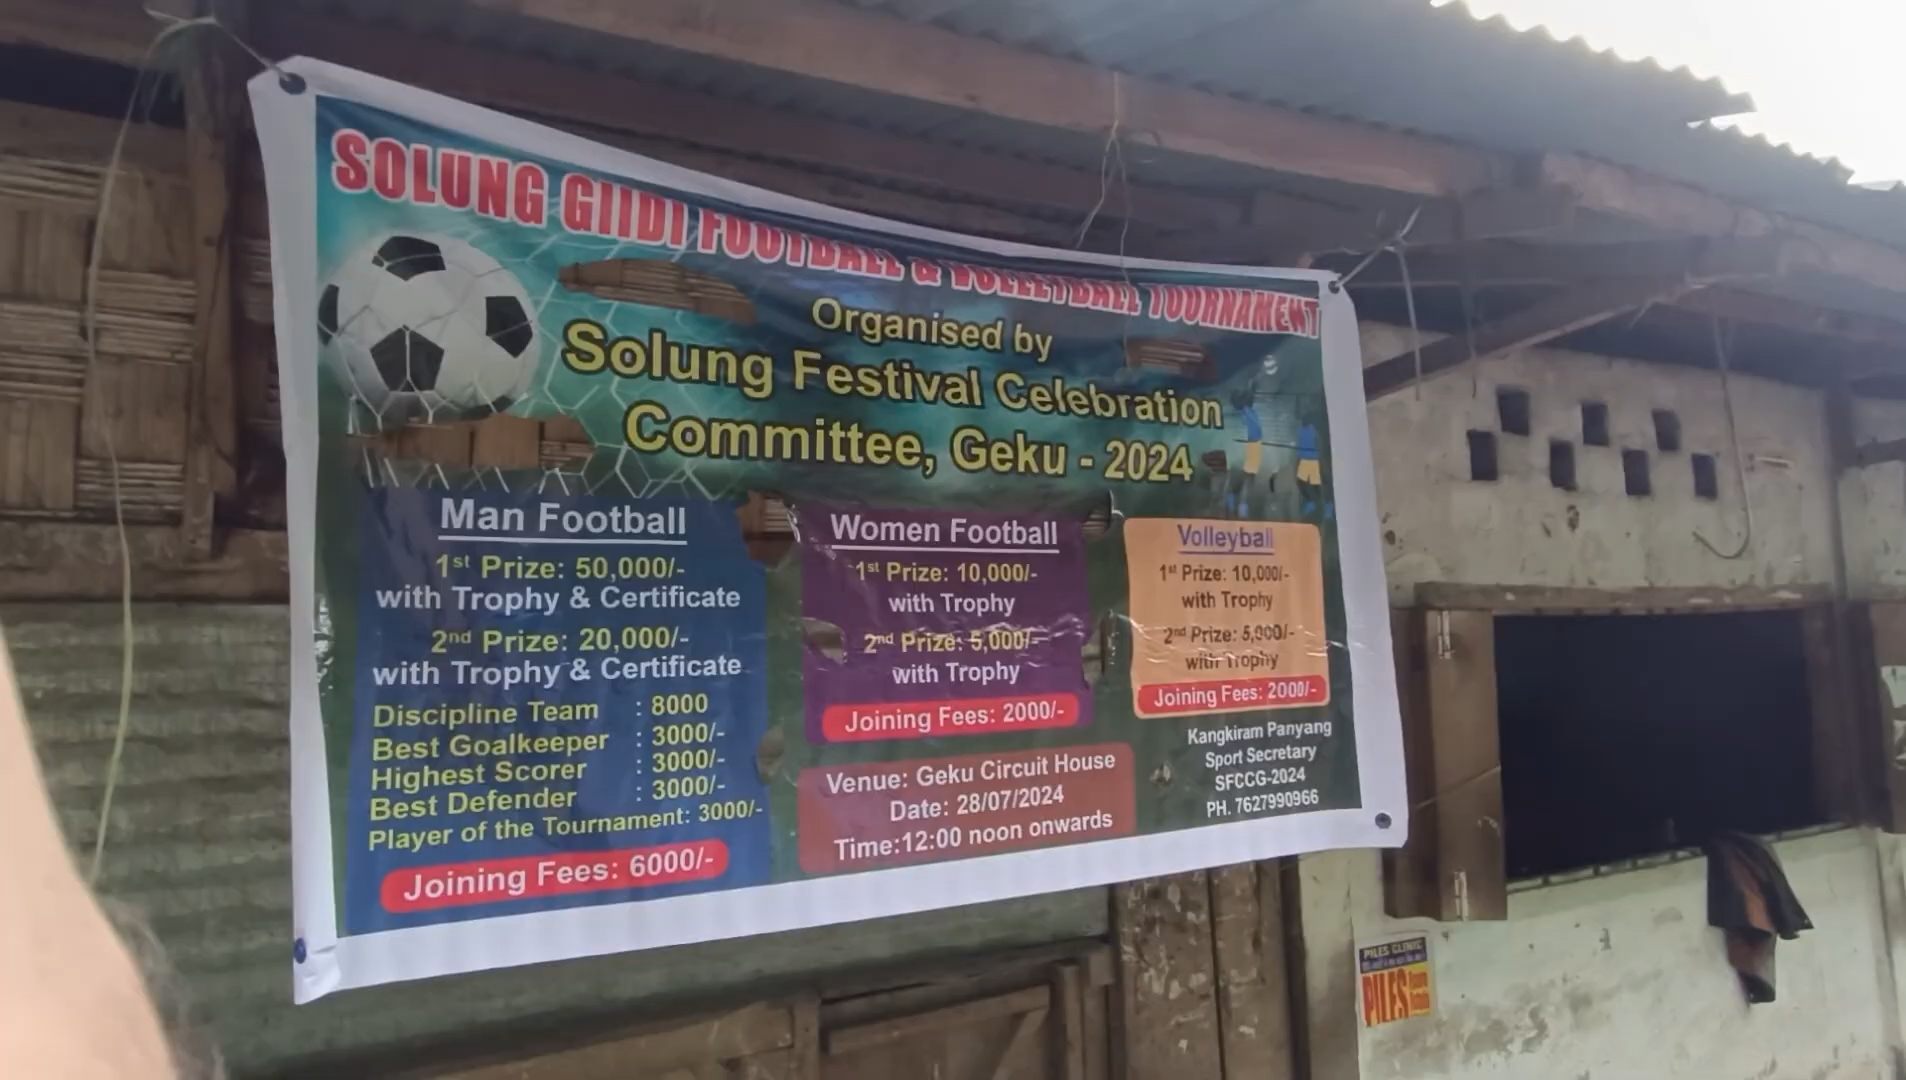 SOLUNG GIIDI FOOTBALL & VOLLEYBALL TOURNAMENT
Organised by
Solung Festival Celebration
Committee, Geku - 2024
Man Football
1st Prize: 50,000/-
with Trophy & Certificate
2nd Prize: 20,000/-
with Trophy & Certificate
Discipline Team : 8000
Best Goalkeeper : 3000/-
Highest Scorer : 3000/-
Best Defender : 3000/-
Player of the Tournament: 3000/-
Joining Fees: 6000/-
Women Football
1st Prize: 10,000/-
with Trophy
2nd Prize: 5,000/-
with Trophy
Joining Fees: 2000/-
Venue: Geku Circuit House
Date: 28/07/2024
Time:12:00 noon onwards
Volleyball
1st Prize: 10,000/-
with Trophy
2nd Prize: 5,000/-
with Trophy
Joining Fees: 2000/-
Kangkiram Panyang
Sport Secretary
SFCCG-2024
PH. 7627990966
PILES CLINIC
PILES